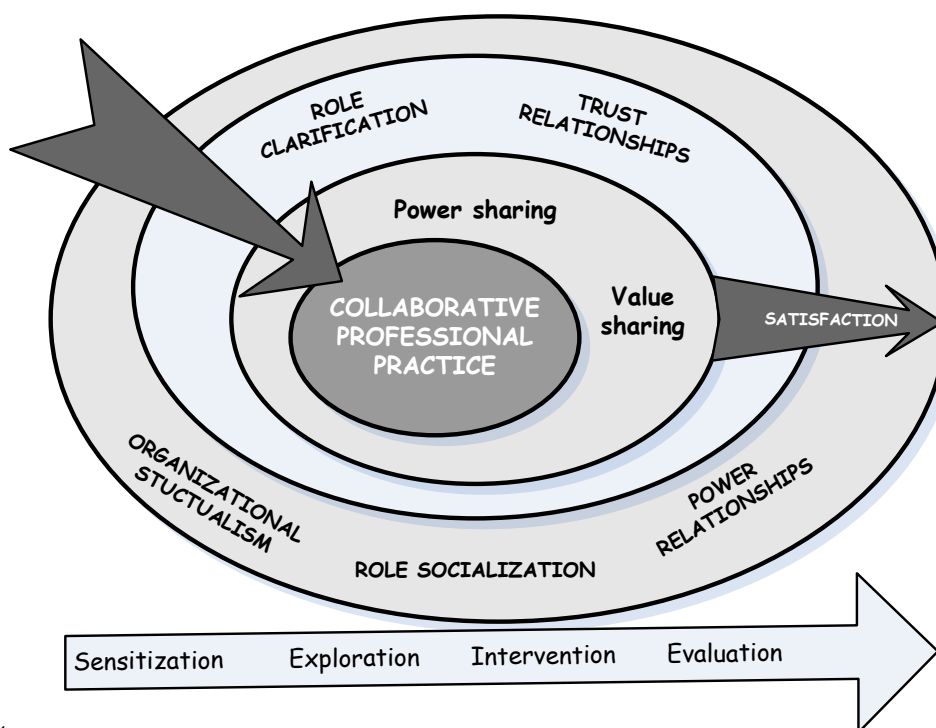 ROLE
CLARIFICATION
TRUST
RELATIONSHIPS
Power sharing
COLLABORATIVE
PROFESSIONAL
PRACTICE
Value
sharing
SATISFACTION
ORGANIZATIONAL
STUCTUALISM
POWER
RELATIONSHIPS
ROLE SOCIALIZATION
Sensitization Exploration Intervention Evaluation